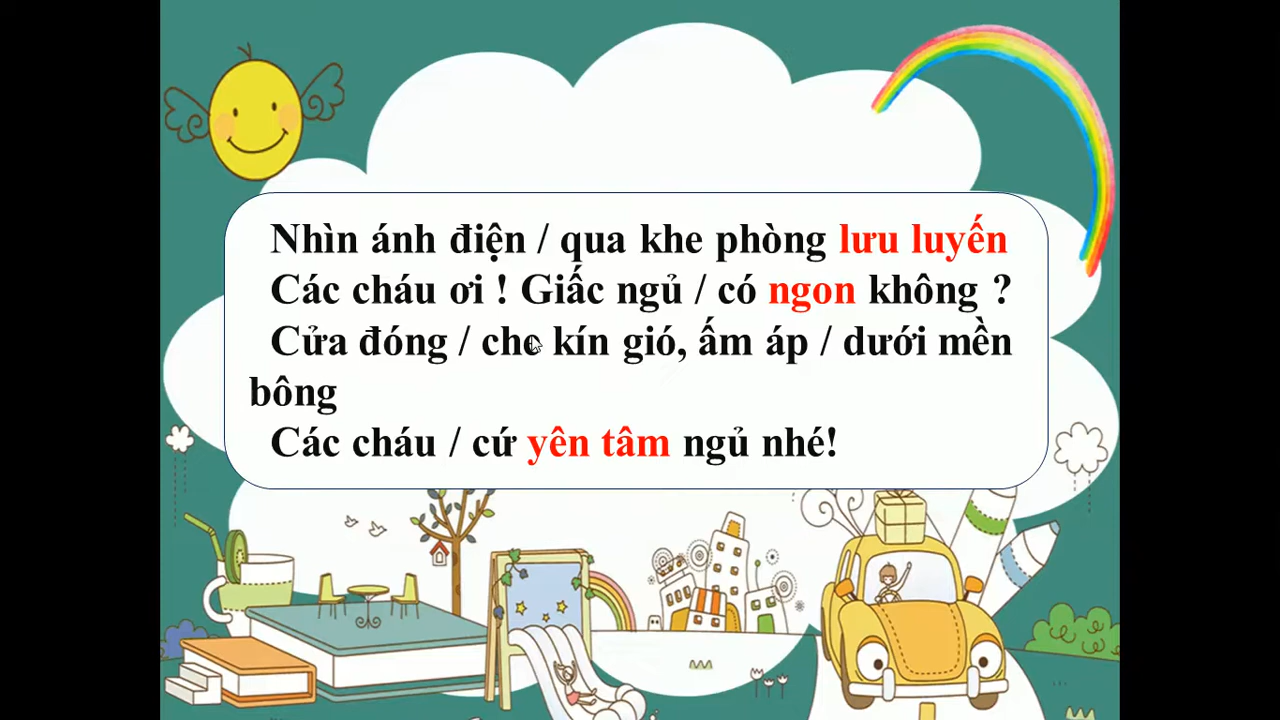 Nhìn ánh điện / qua khe phòng lưu luyến
Các cháu ơi ! Giấc ngủ / có ngon không ?
Cửa đóng / che kín gió, ấm áp / dưới mền
bông
Các cháu / cứ yên tâm ngủ nhé!